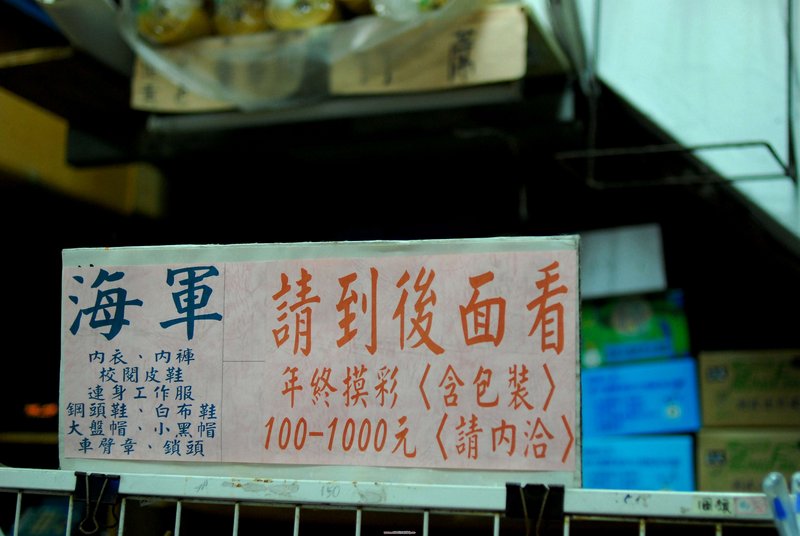 海軍
內衣、內褲
校閱皮鞋
連身工作服
鋼頭鞋、白布鞋
大盤帽、小黑帽
車臂章、鎖頭
請到後面看
年終摸彩〈含包裝〉
100-1000元〈請內洽〉